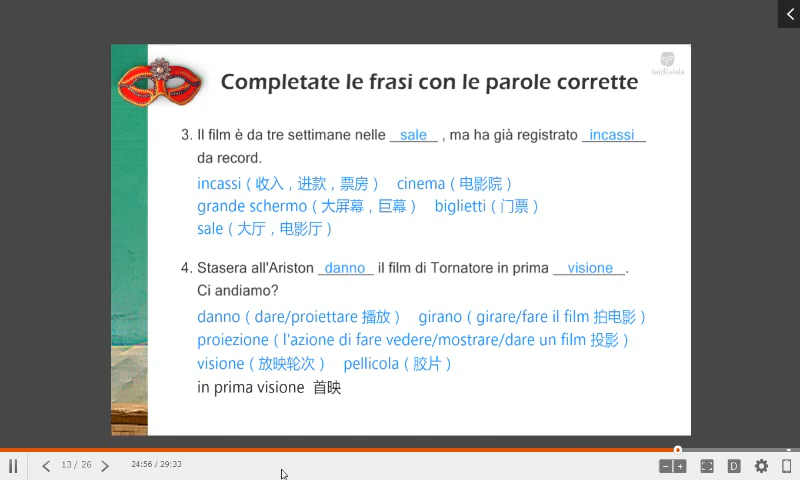 Completate le frasi con le parole corrette
3. Il film è da tre settimane nelle sale , ma ha già registrato incassi
da record.
incassi ( 收入 , 进款 , 票房 ) cinema ( 电影院 )
grande schermo ( 大屏幕 , 巨幕 ) biglietti ( 门票 )
sale ( 大厅 , 电影厅 )
4. Stasera all'Ariston danno il film di Tornatore in prima visione .
Ci andiamo?
danno ( dare/proiettare 播放 ) girano ( girare/fare il film 拍电影 )
proiezione ( l'azione di fare vedere/mostrare/dare un film 投影 )
visione ( 放映轮次 ) pellicola ( 胶片 )
in prima visione 首映
13 / 26
24:56 / 29:33
D